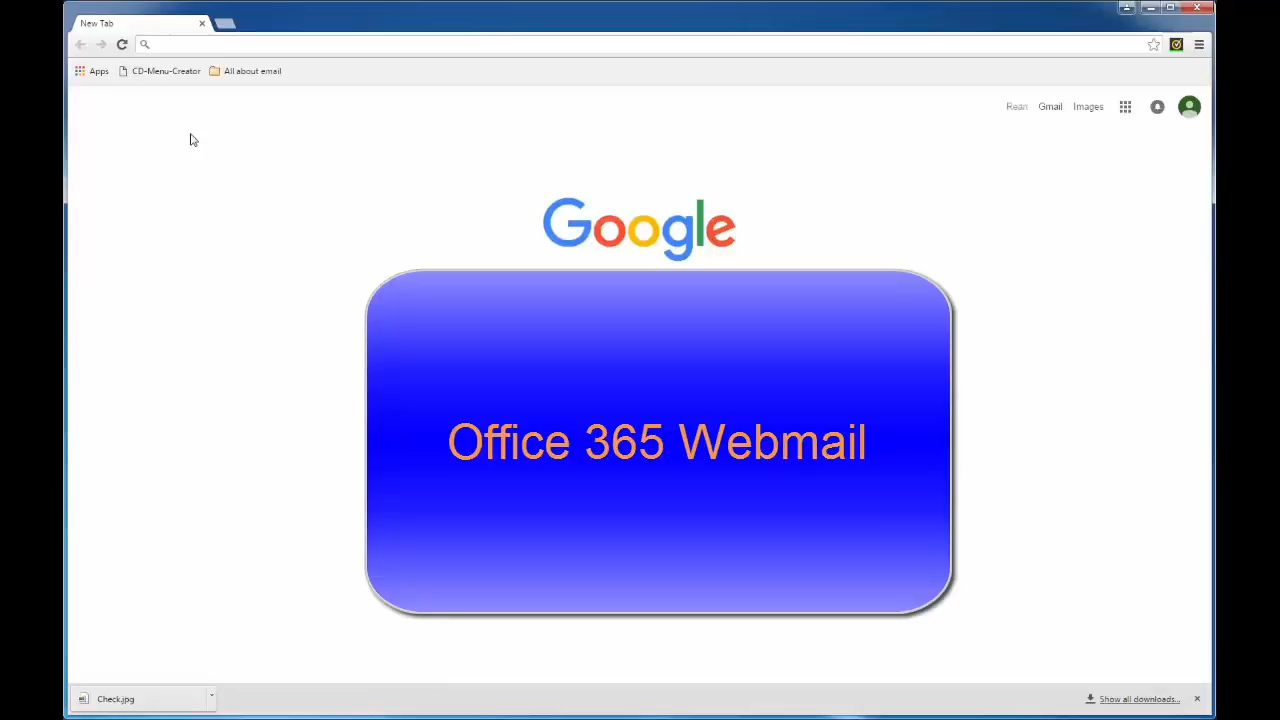 New Tab
Apps CD-Menu-Creator All about email
Rean Gmail Images
Google
Office 365 Webmail
Check.jpg Show all downloads...